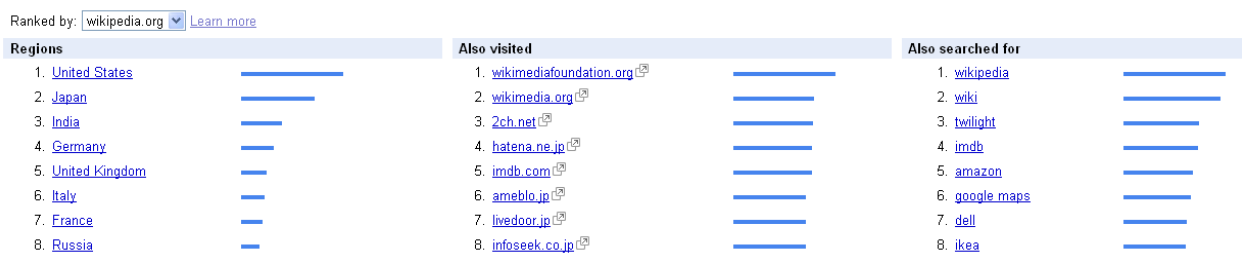 Ranked by: wikipedia.org Learn more
Regions Also visited Also searched for
1. United States 1. wikimediafoundation.org 1. wikipedia
2. Japan 2. wikimedia.org 2. wiki
3. India 3. 2ch.net 3. twilight
4. Germany 4. hatena.ne.jp 4. imdb
5. United Kingdom 5. imdb.com 5. amazon
6. Italy 6. ameblo.jp 6. google maps
7. France 7. livedoor.jp 7. dell
8. Russia 8. infoseek.co.jp 8. ikea